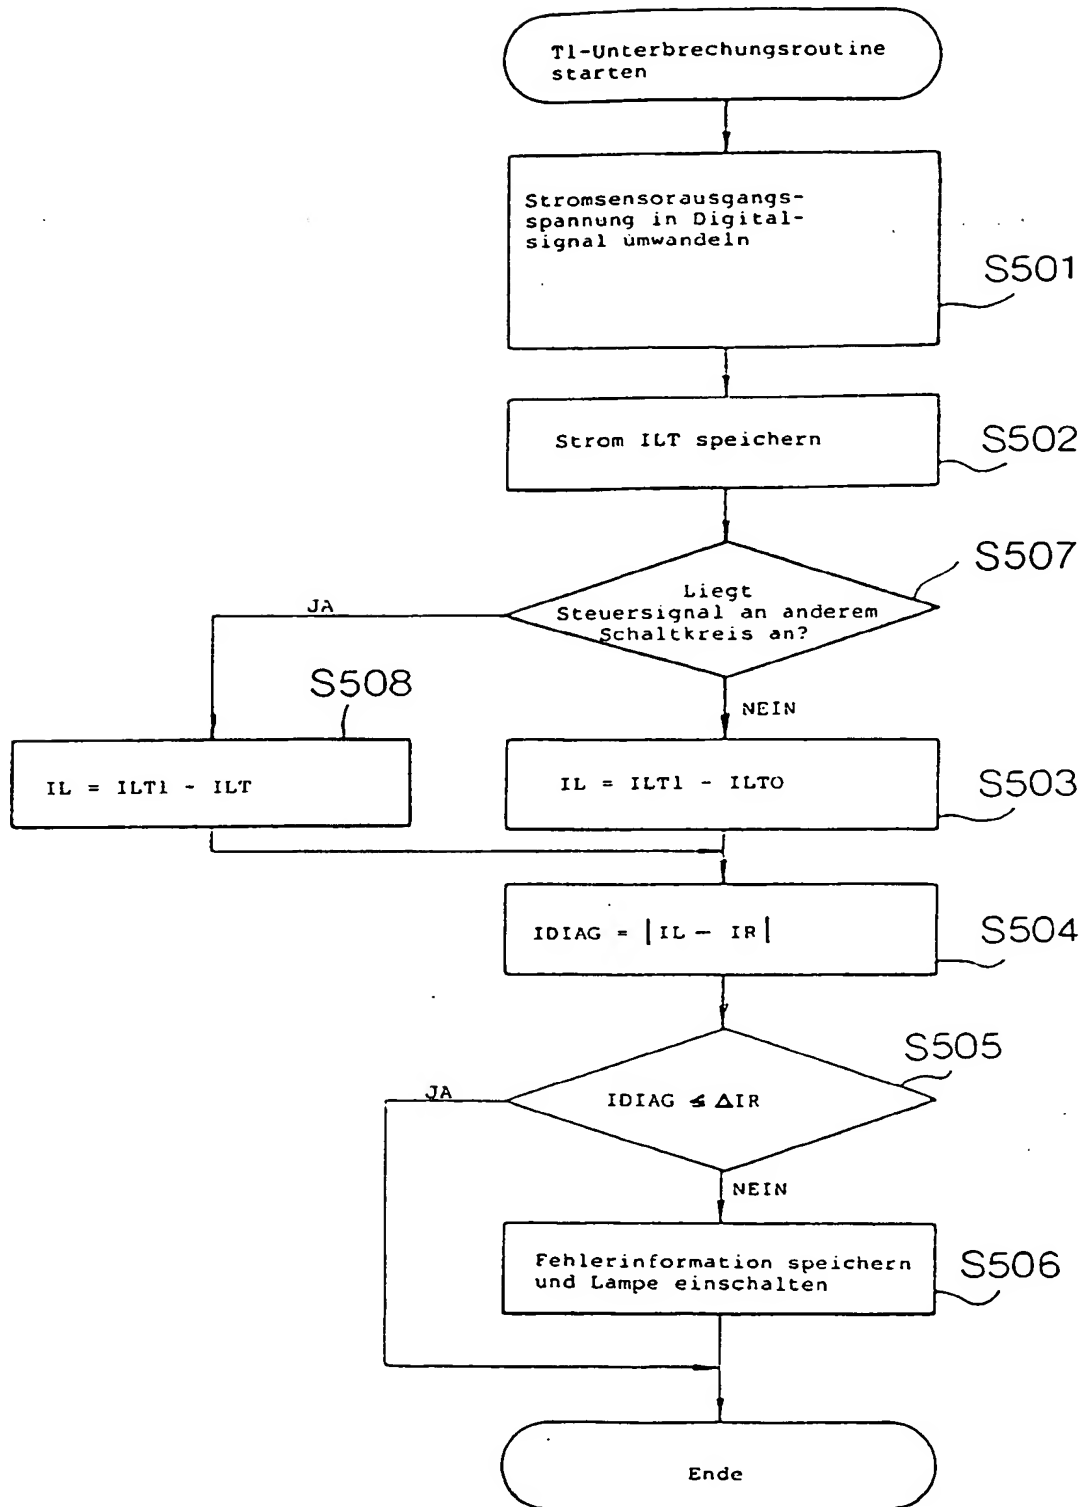 T1-Unterbrechungsroutine
starten
Stromsensorausgangs-
spannung in Digital-
signal umwandeln
S501
Strom ILT speichern
S502
S507
Liegt
Steuersignal an anderem
Schaltkreis an?
JA
NEIN
S508
IL = ILT1 - ILT
IL = ILT1 - ILTO
S503
IDIAG = |IL - IR|
S504
S505
JA
IDIAG ≤ ΔIR
NEIN
Fehlerinformation speichern
und Lampe einschalten
S506
Ende